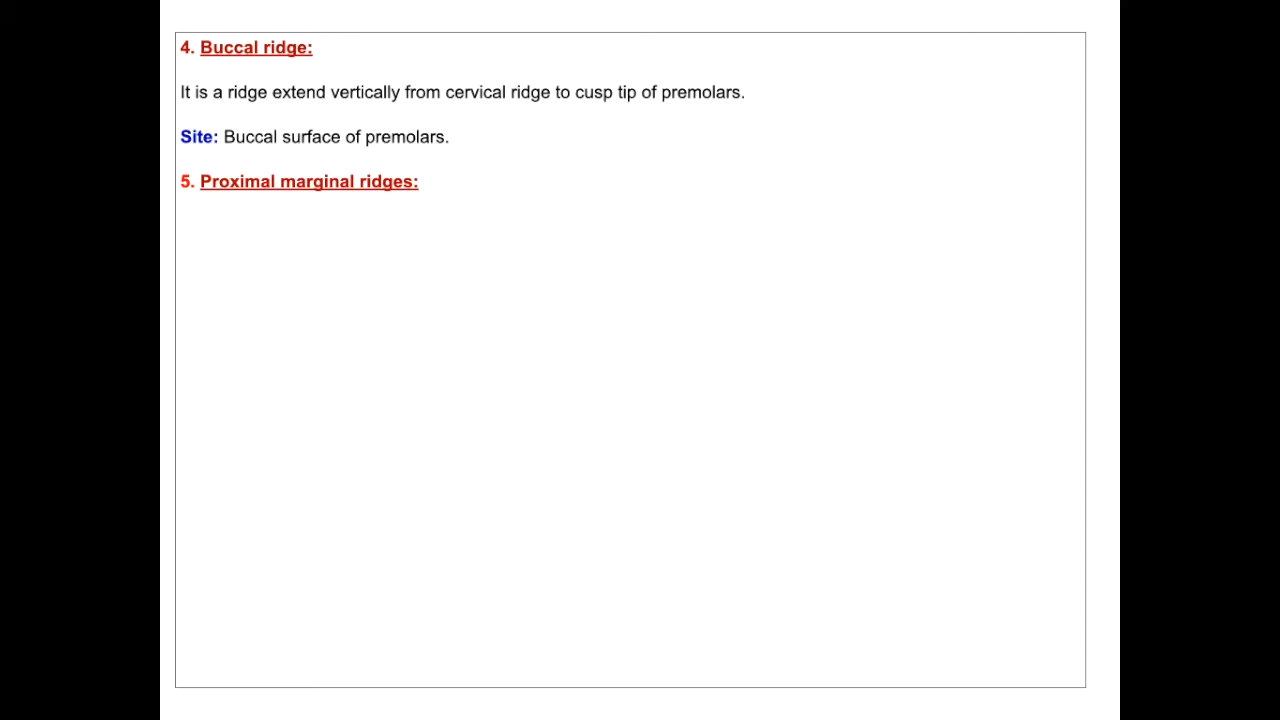 4. Buccal ridge:
It is a ridge extend vertically from cervical ridge to cusp tip of premolars.
Site: Buccal surface of premolars.
5. Proximal marginal ridges: